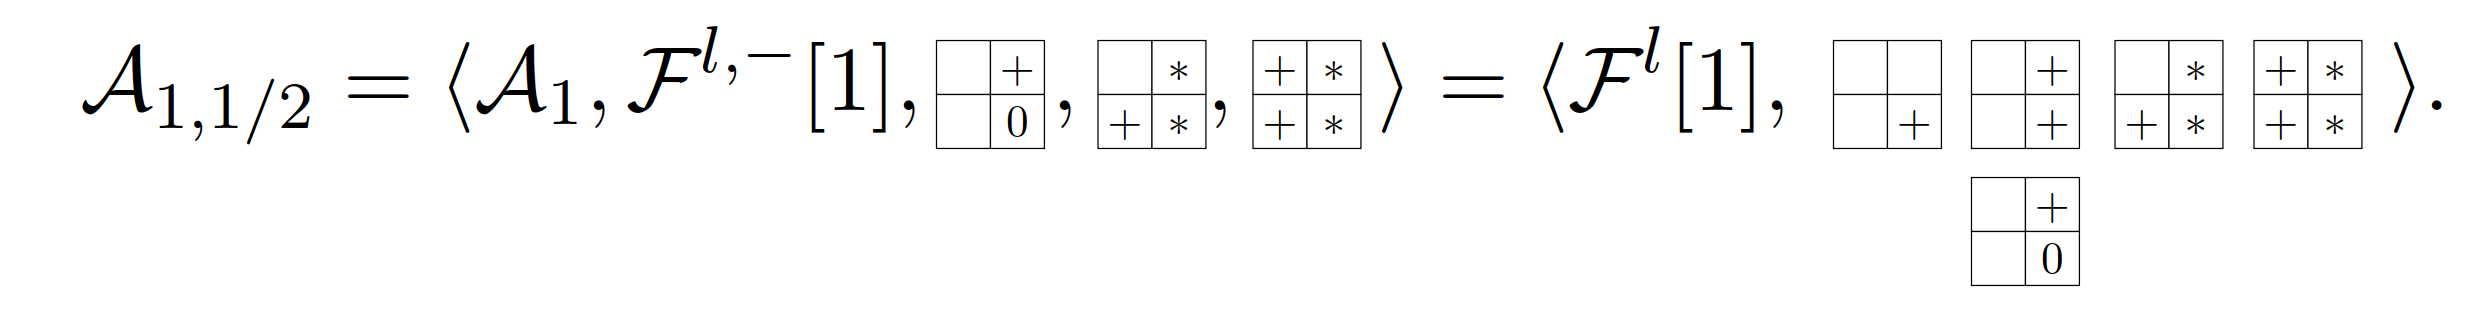 $\mathcal{A}_{1,1/2} = \langle \mathcal{A}_1, \mathcal{F}^{l,-}[1], \begin{array}{|c|c|}\hline & + \\ \hline & 0 \\ \hline\end{array}, \begin{array}{|c|c|}\hline & * \\ \hline + & * \\ \hline\end{array}, \begin{array}{|c|c|}\hline + & * \\ \hline + & * \\ \hline\end{array} \rangle = \langle \mathcal{F}^{l}[1], \begin{array}{|c|c|}\hline & \\ \hline & + \\ \hline\end{array} \begin{array}{|c|c|}\hline & + \\ \hline & + \\ \hline\end{array} \begin{array}{|c|c|}\hline & * \\ \hline + & * \\ \hline\end{array} \begin{array}{|c|c|}\hline + & * \\ \hline + & * \\ \hline\end{array} \rangle.$
$\begin{array}{|c|c|}\hline & + \\ \hline & 0 \\ \hline\end{array}$